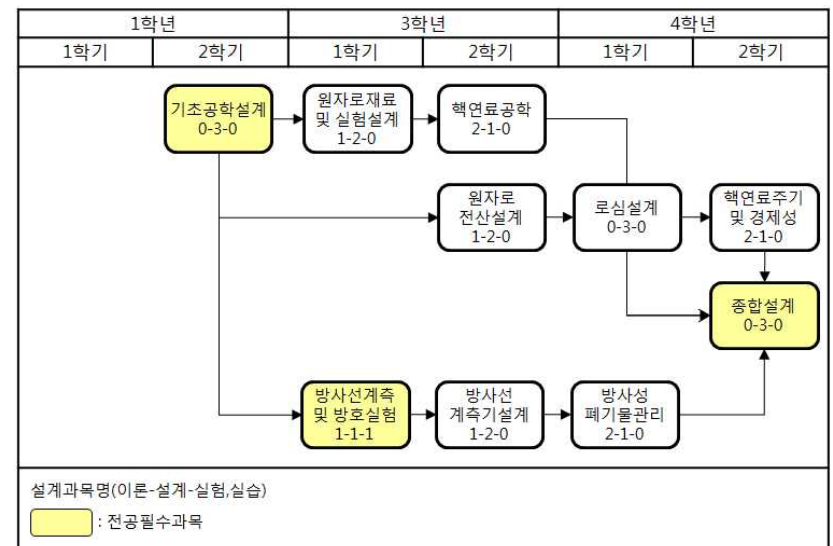 1학년 3학년 4학년
1학기 2학기 1학기 2학기 1학기 2학기
기초공학설계
0-3-0
원자로재료
및 실험설계
1-2-0
핵연료공학
2-1-0
원자로
전산설계
1-2-0
로심설계
0-3-0
핵연료주기
및 경제성
2-1-0
종합설계
0-3-0
방사선계측
및 방호실험
1-1-1
방사선
계측기설계
1-2-0
방사성
폐기물관리
2-1-0
설계과목명(이론-설계-실험,실습)
: 전공필수과목